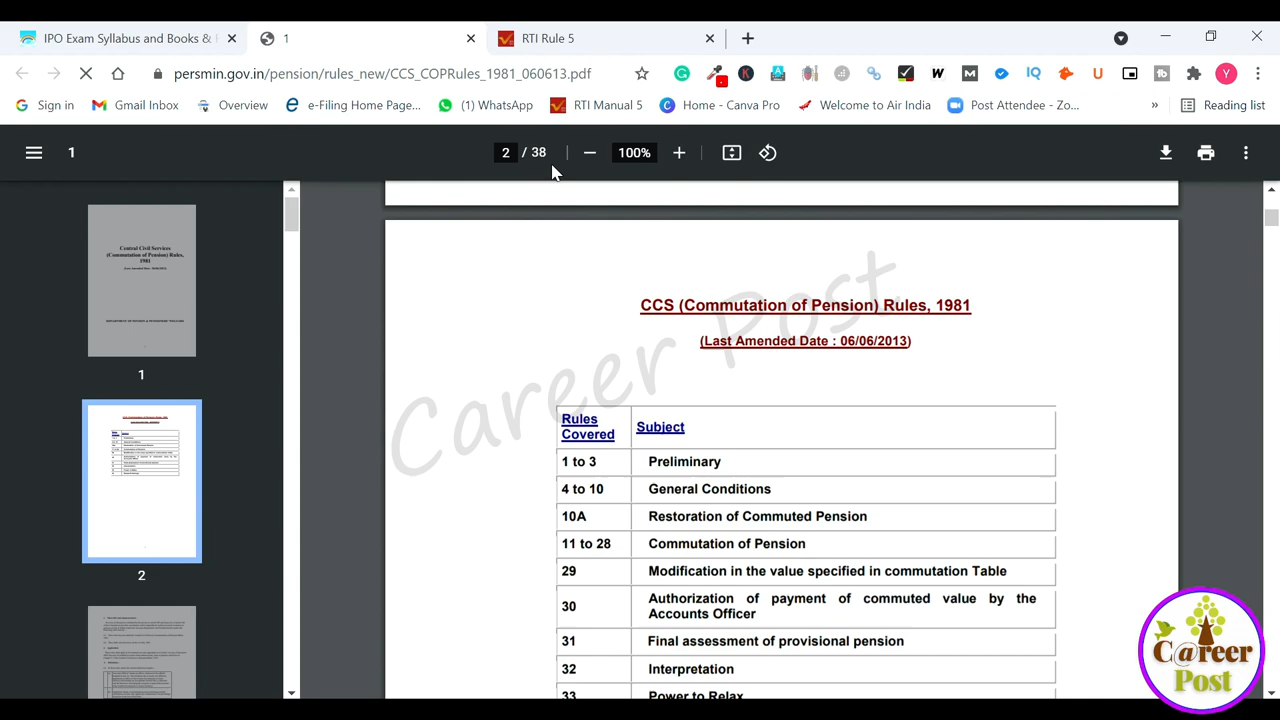 IPO Exam Syllabus and Books & F
1
RTI Rule 5
persmin.gov.in/pension/rules_new/CCS_COPRules_1981_060613.pdf
Sign in
Gmail Inbox
Overview
e-Filing Home Page...
(1) WhatsApp
RTI Manual 5
Home - Canva Pro
Welcome to Air India
Post Attendee - Zo...
»
Reading list
1
2 / 38
100%
Central Civil Services
(Commutation of Pension) Rules,
1981
1
2
CCS (Commutation of Pension) Rules, 1981
(Last Amended Date : 06/06/2013)
Career Post
Rules Covered
Subject
1 to 3 Preliminary
4 to 10 General Conditions
10A Restoration of Commuted Pension
11 to 28 Commutation of Pension
29 Modification in the value specified in commutation Table
30 Authorization of payment of commuted value by the
Accounts Officer
31 Final assessment of provisional pension
32 Interpretation
33 Power to Relax
C@reer
Post